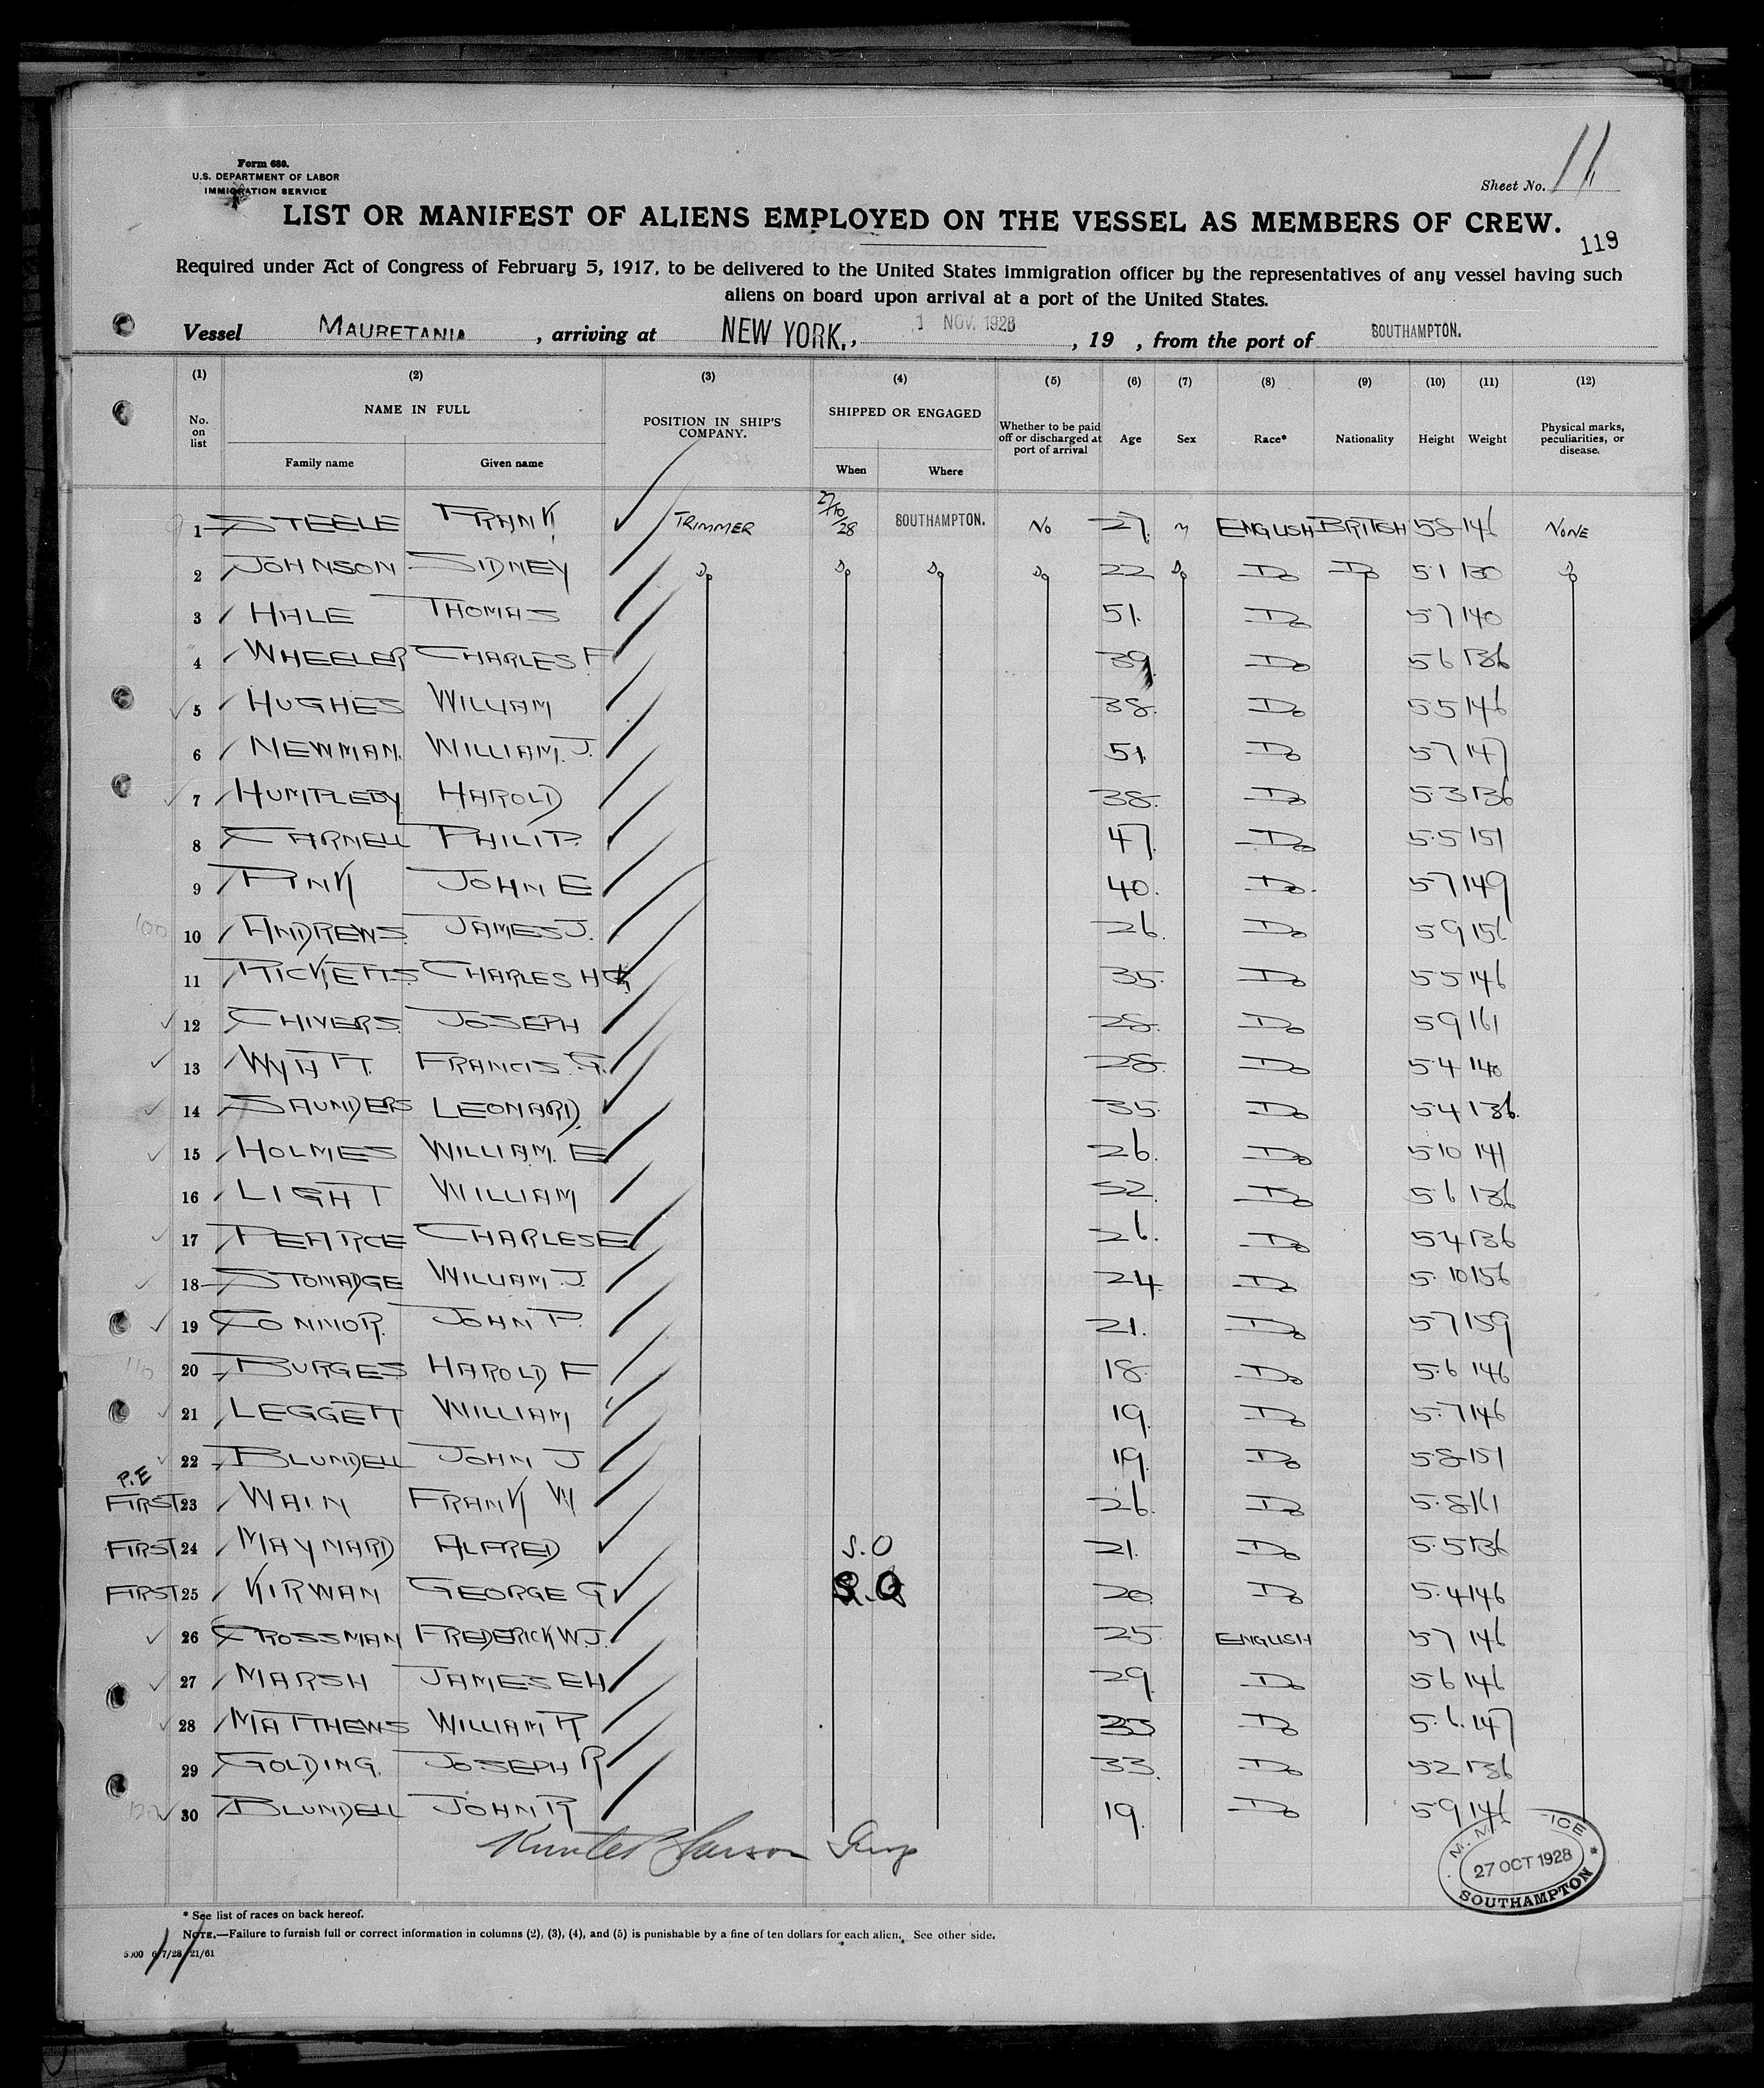 Form 680.
U.S. DEPARTMENT OF LABOR
IMMIGRATION SERVICE
Sheet No. 11
LIST OR MANIFEST OF ALIENS EMPLOYED ON THE VESSEL AS MEMBERS OF CREW.
119
Required under Act of Congress of February 5, 1917, to be delivered to the United States immigration officer by the representatives of any vessel having such
aliens on board upon arrival at a port of the United States.
Vessel MAURETANIA, arriving at NEW YORK., 1 NOV. 1928, 19 , from the port of SOUTHAMPTON.
(1) (2) (3) (4) (5) (6) (7) (8) (9) (10) (11) (12)
No. on list NAME IN FULL POSITION IN SHIP'S COMPANY. SHIPPED OR ENGAGED Whether to be paid off or discharged at port of arrival Age Sex Race* Nationality Height Weight Physical marks, peculiarities, or disease.
Family name Given name When Where
1 STEELE FRANK TRIMMER 27/10/28 SOUTHAMPTON. No 27. M ENGLISH BRITISH 58 146 NONE
2 JOHNSON SIDNEY Do Do Do Do 22 Do Do Do 5.1 130 Do
3 HALE THOMAS 51. Do 5.7 140
4 WHEELER CHARLES F 39 Do 5 6 136
5 HUGHES WILLIAM 38. Do 5.5 146
6 NEWMAN. WILLIAM. J. 51. Do 5.7 147
7 HUMPLEBY HAROLD 38. Do 5.3 136
8 CARNELL PHILIP. 47. Do 5.5 151
9 PINK JOHN E 40. Do. 57 149
10 ANDREWS. JAMES J. 26. Do 5 9 156
11 RICKETTS CHARLES H G 35. Do 5 5 146
12 CHIVERS. JOSEPH 28. Do 59 161
13 WYATT. FRANCIS. G. 28. Do 5.4 140
14 SAUNDERS LEONARD. 35. Do 5.4 136.
15 HOLMES WILLIAM. E 26. Do 5.10 141
16 LIGHT WILLIAM 52. Do 5.6 136
17 PEARCE CHARLES E 26. Do 5.4 136
18 STONADGE WILLIAM J. 24. Do 5.10 156
19 CONNOR. JOHN P. 21. Do 5.7 159
20 BURGES HAROLD F 18. Do 5.6 146
21 LEGGETT WILLIAM 19. Do 5.7 146
22 BLUNDELL JOHN J 19. Do 5.8 151
P.E
FIRST 23 WAIN FRANK W 26. Do 5.8 161
FIRST 24 MAYNARD ALFRED S.O 21. Do 5.5 136
FIRST 25 KIRWAN GEORGE G S.O 20. Do 5.4 146
26 CROSSMAN FREDERICK W.J. 25 ENGLISH 57 146
27 MARSH JAMES E H 29. Do 5 6 146
28 MATTHEWS WILLIAM R 33 Do 5.6. 147
29 GOLDING. JOSEPH R 33. Do 5 2 136
30 BLUNDELL JOHN R 19. Do 5 9 146
27 OCT 1928
SOUTHAMPTON
* See list of races on back hereof.
NOTE.—Failure to furnish full or correct information in columns (2), (3), (4), and (5) is punishable by a fine of ten dollars for each alien. See other side.